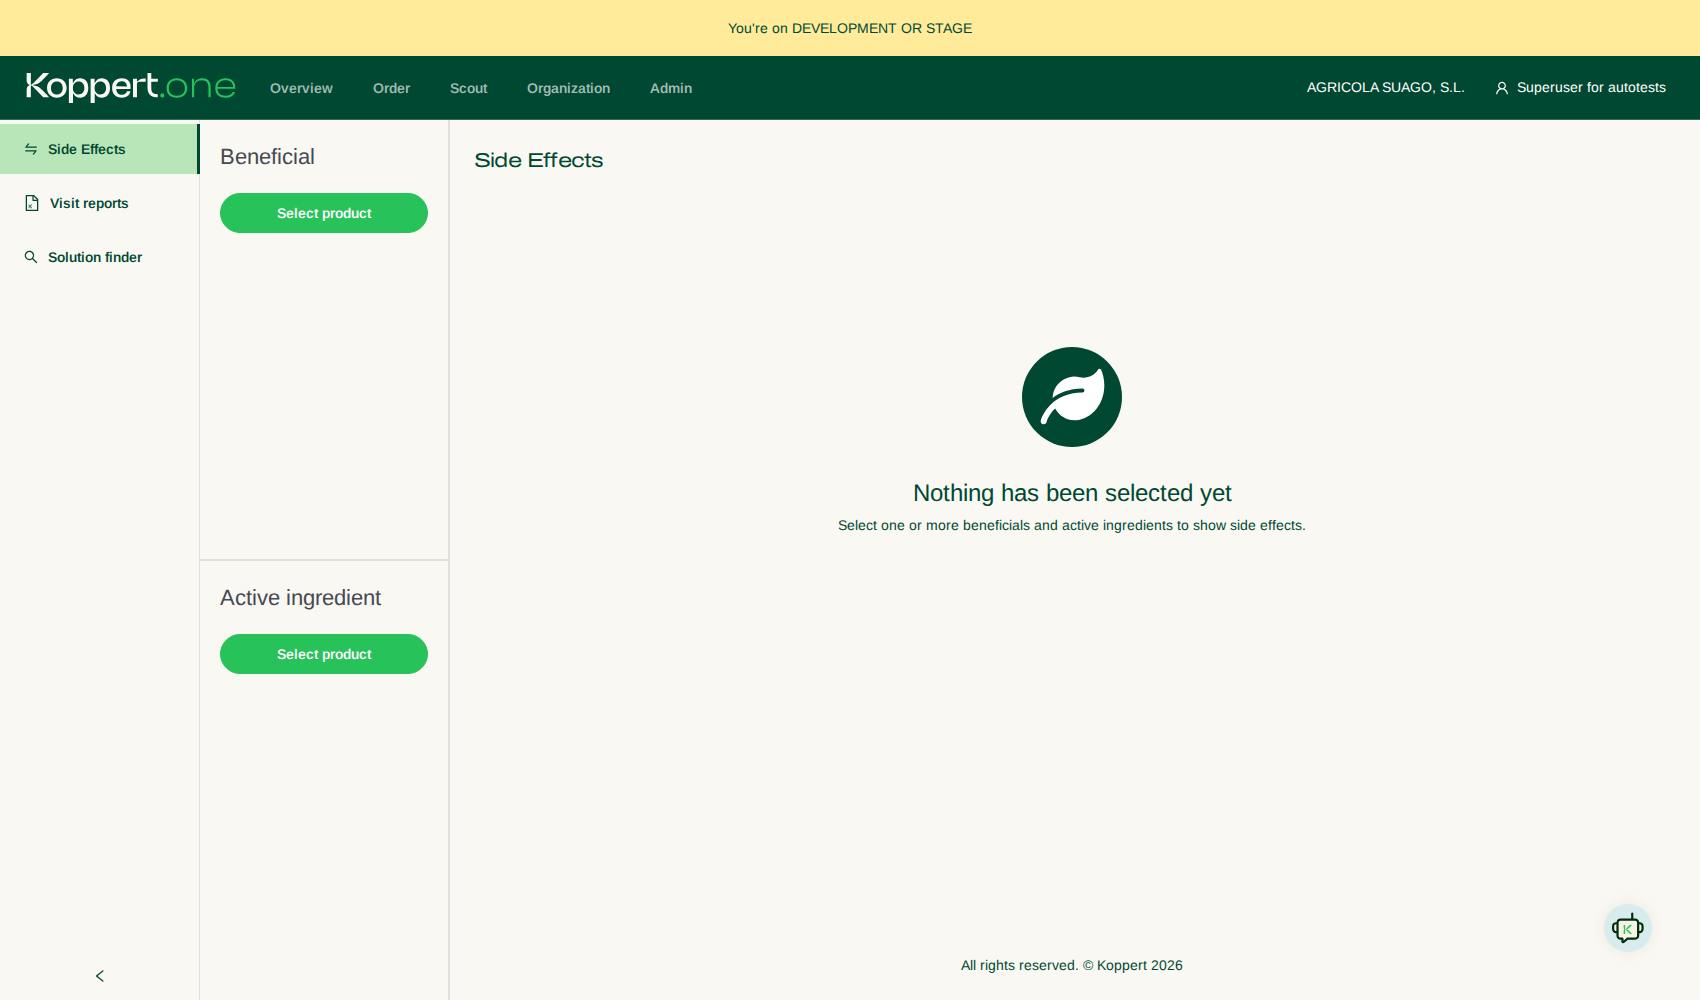 You're on DEVELOPMENT OR STAGE
Koppert.one
Overview
Order
Scout
Organization
Admin
AGRICOLA SUAGO, S.L.
Superuser for autotests
Side Effects
Visit reports
Solution finder
Beneficial
Select product
Active ingredient
Select product
Side Effects
Nothing has been selected yet
Select one or more beneficials and active ingredients to show side effects.
All rights reserved. © Koppert 2026